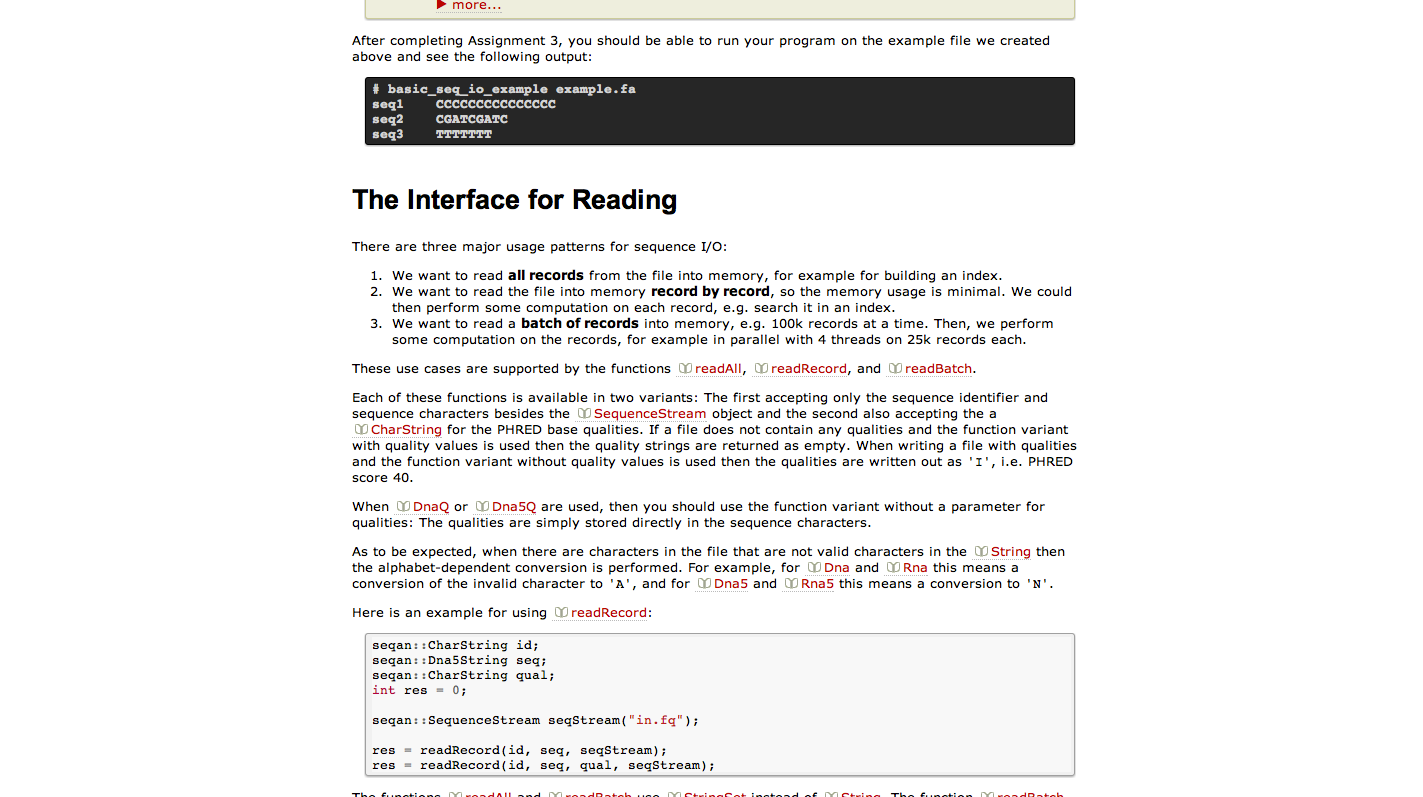 more...
After completing Assignment 3, you should be able to run your program on the example file we created
above and see the following output:
# basic_seq_io_example example.fa
seq1    CCCCCCCCCCCCCCC
seq2    CGATCGATC
seq3    TTTTTTT
The Interface for Reading
There are three major usage patterns for sequence I/O:
1. We want to read all records from the file into memory, for example for building an index.
2. We want to read the file into memory record by record, so the memory usage is minimal. We could
then perform some computation on each record, e.g. search it in an index.
3. We want to read a batch of records into memory, e.g. 100k records at a time. Then, we perform
some computation on the records, for example in parallel with 4 threads on 25k records each.
These use cases are supported by the functions readAll, readRecord, and readBatch.
Each of these functions is available in two variants: The first accepting only the sequence identifier and
sequence characters besides the SequenceStream object and the second also accepting the a
CharString for the PHRED base qualities. If a file does not contain any qualities and the function variant
with quality values is used then the quality strings are returned as empty. When writing a file with qualities
and the function variant without quality values is used then the qualities are written out as 'I', i.e. PHRED
score 40.
When DnaQ or Dna5Q are used, then you should use the function variant without a parameter for
qualities: The qualities are simply stored directly in the sequence characters.
As to be expected, when there are characters in the file that are not valid characters in the String then
the alphabet-dependent conversion is performed. For example, for Dna and Rna this means a
conversion of the invalid character to 'A', and for Dna5 and Rna5 this means a conversion to 'N'.
Here is an example for using readRecord:
seqan::CharString id;
seqan::Dna5String seq;
seqan::CharString qual;
int res = 0;
seqan::SequenceStream seqStream("in.fq");
res = readRecord(id, seq, seqStream);
res = readRecord(id, seq, qual, seqStream);
The functions readAll and readBatch use StringSet instead of String. The function readBatch